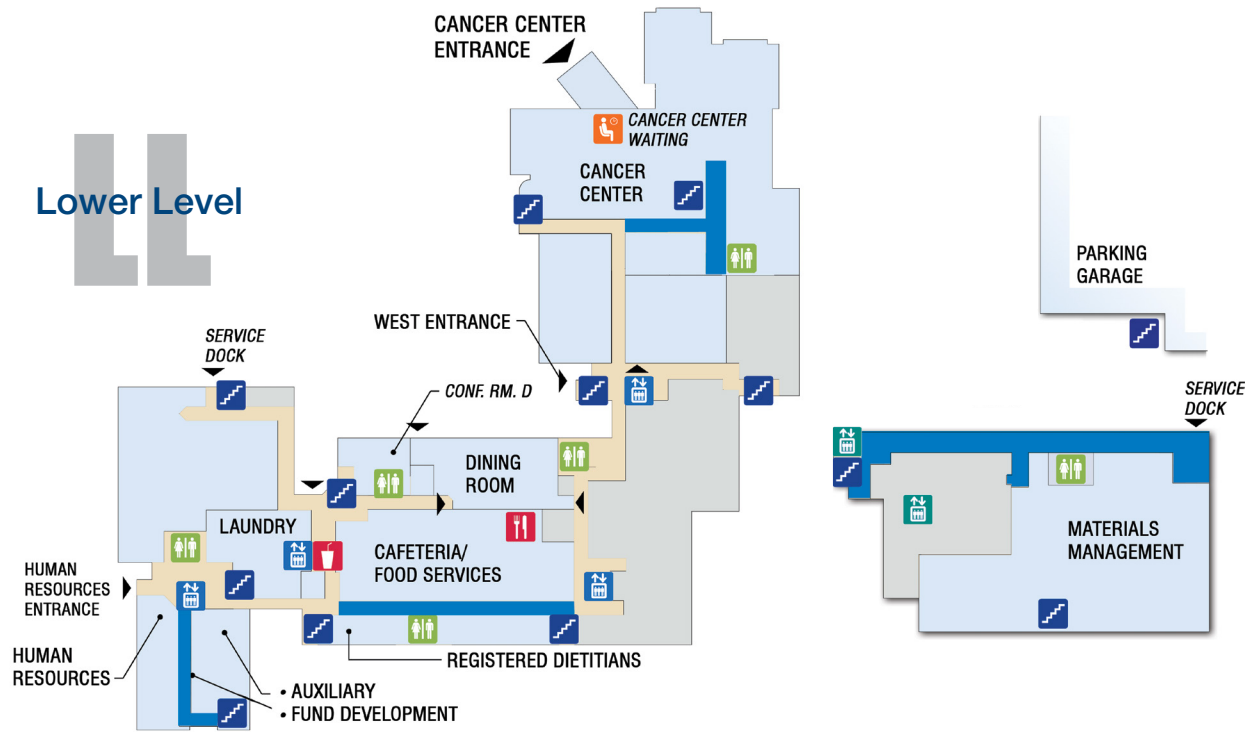 CANCER CENTER
ENTRANCE
CANCER CENTER
WAITING
CANCER
CENTER
LL
Lower Level
PARKING
GARAGE
WEST ENTRANCE
SERVICE
DOCK
CONF. RM. D
SERVICE
DOCK
DINING
ROOM
LAUNDRY
CAFETERIA/
FOOD SERVICES
MATERIALS
MANAGEMENT
HUMAN
RESOURCES
ENTRANCE
HUMAN
RESOURCES
REGISTERED DIETITIANS
• AUXILIARY
• FUND DEVELOPMENT